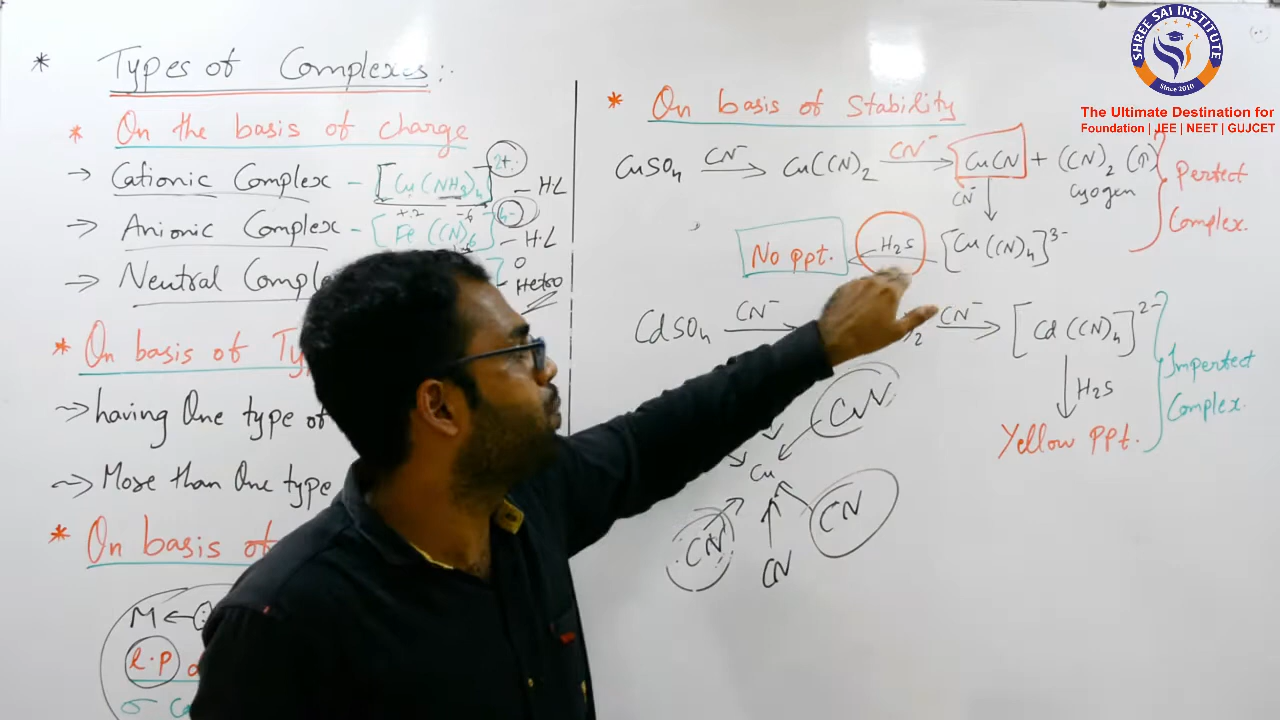 * Types of Complexes:-
* On the basis of charge
→ Cationic Complex - [Cu(NH3)4]2+ - H.L
+2 -6
→ Anionic Complex - [Fe(CN)6]4- - H.L
→ Neutral Compl 0 Hetro
* On basis of Ty
→ having One type of
→ More than One type
* On basis of
M ←
l.p
σ
* On basis of Stability
CuSO4 CN- → Cu(CN)2 CN- → CuCN + (CN)2 (↑)
CN- ↓ Cyogen
Perfect
Complex.
No ppt. H2S [Cu(CN)4]3-
CdSO4 CN- → 2 CN- → [Cd(CN)4]2-
↓ H2S
Yellow ppt.
Imperfect
Complex.
CN
Cu
CN CN
CN
SHREE SAI INSTITUTE
Since 2010
The Ultimate Destination for
Foundation | JEE | NEET | GUJCET